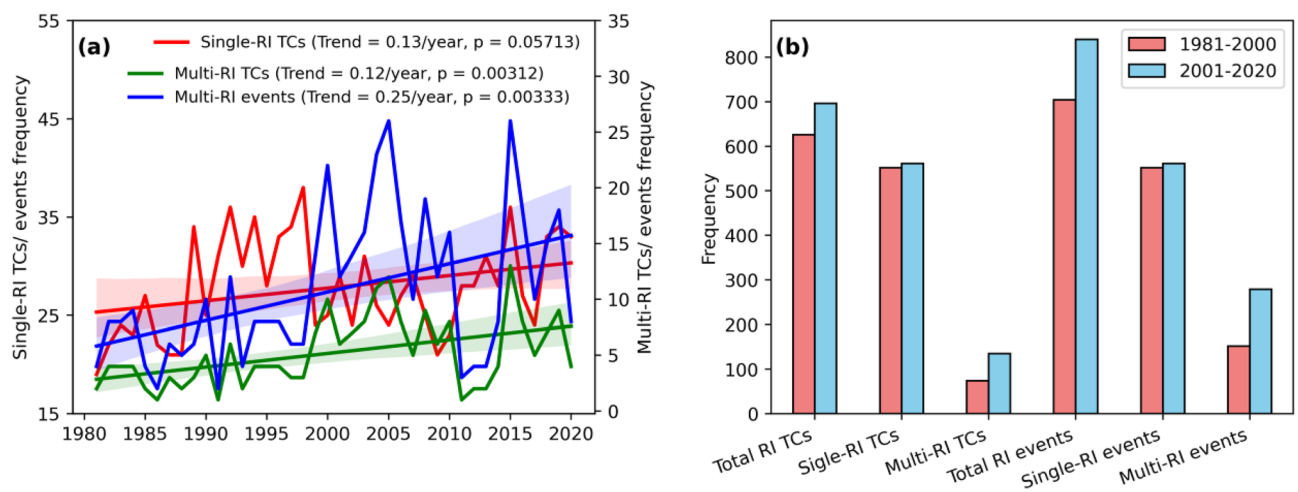 (a)
Single-RI TCs (Trend = 0.13/year, p = 0.05713)
Multi-RI TCs (Trend = 0.12/year, p = 0.00312)
Multi-RI events (Trend = 0.25/year, p = 0.00333)
Single-RI TCs/ events frequency
55
45
35
25
15
Multi-RI TCs/ events frequency
35
30
25
20
15
10
5
0
1980 1985 1990 1995 2000 2005 2010 2015 2020
(b)
1981-2000
2001-2020
Frequency
800
700
600
500
400
300
200
100
0
Total RI TCs
Sigle-RI TCs
Multi-RI TCs
Total RI events
Single-RI events
Multi-RI events